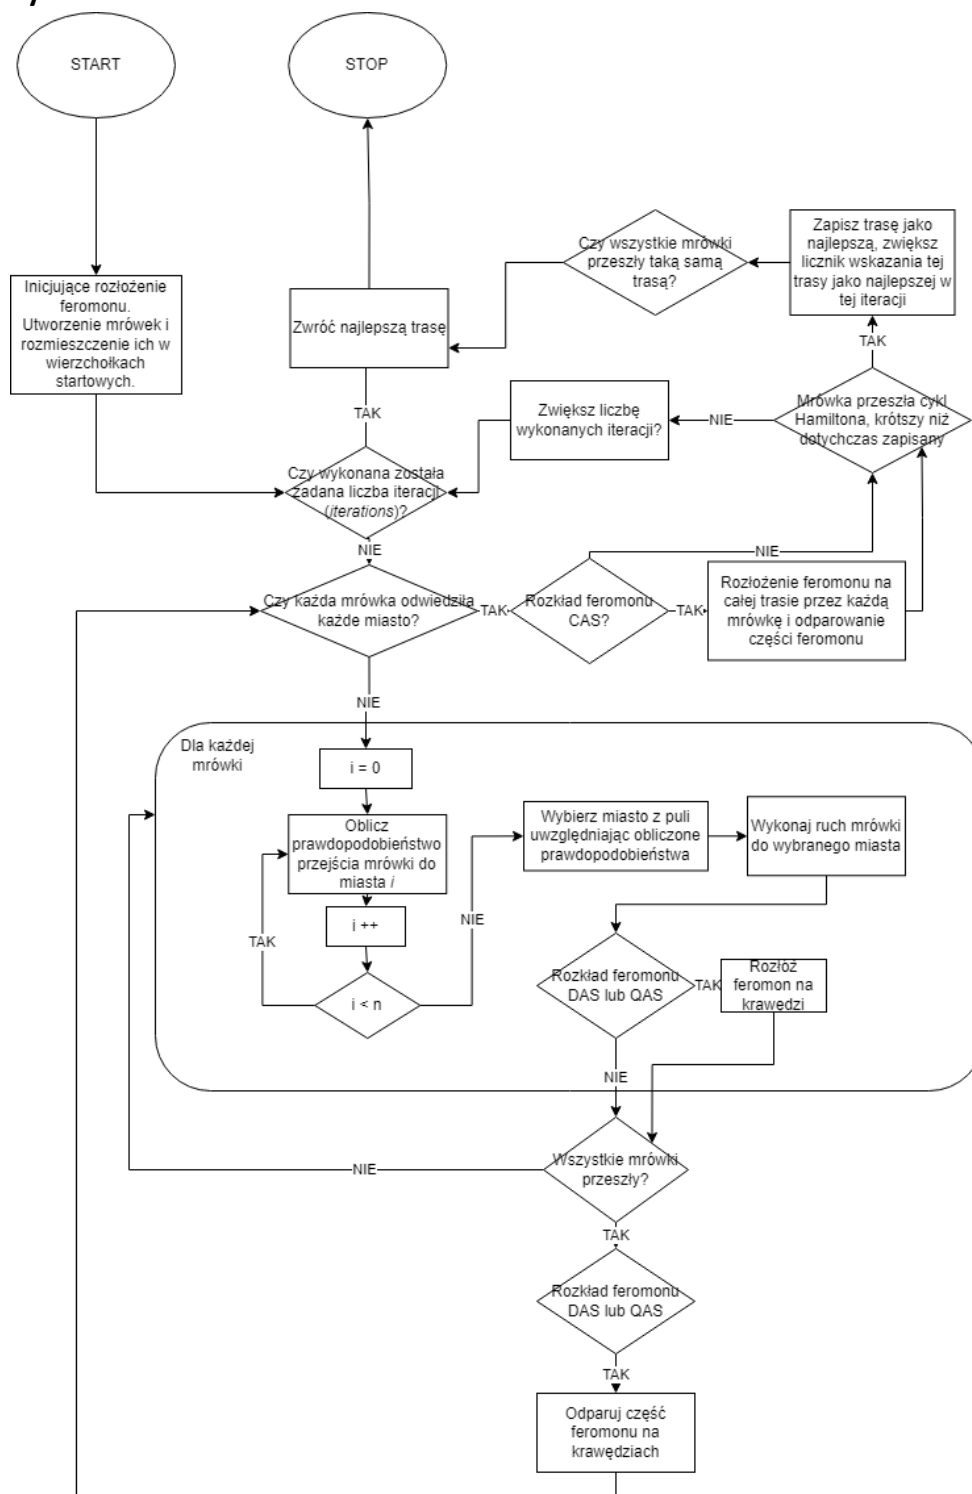 START
STOP
Zapisz trasę jako
najlepszą, zwiększ
licznik wskazania tej
trasy jako najlepszej w
tej iteracji
Czy wszystkie mrówki
przeszły taką samą
trasą?
Inicjujące rozłożenie
feromonu.
Utworzenie mrówek i
rozmieszczenie ich w
wierzchołkach
startowych.
Zwróć najlepszą trasę
TAK
TAK
Mrówka przeszła cykl
Hamiltona, krótszy niż
dotychczas zapisany
NIE
Zwiększ liczbę
wykonanych iteracji?
Czy wykonana została
żadana liczba iteracji
(iterations)?
NIE
NIE
Czy każda mrówka odwiedziła
każde miasto?
TAK
Rozkład feromonu
CAS?
TAK
Rozłożenie feromonu na
całej trasie przez każdą
mrówkę i odparowanie
części feromonu
NIE
Dla każdej
mrówki
i = 0
Oblicz
prawdopodobieństwo
przejścia mrówki do
miasta i
i ++
i < n
TAK
NIE
Wybierz miasto z puli
uwzględniając obliczone
prawdopodobieństwa
Wykonaj ruch mrówki
do wybranego miasta
Rozkład feromonu
DAS lub QAS
TAK
Rozłóż
feromon na
krawędzi
NIE
Wszystkie mrówki
przeszły?
NIE
TAK
Rozkład feromonu
DAS lub QAS
TAK
Odparuj część
feromonu na
krawędziach